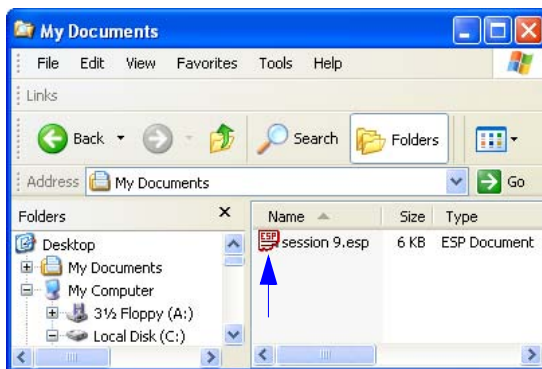 My Documents
File Edit View Favorites Tools Help
Links
Back Search Folders
Address My Documents Go
Folders x Name Size Type
Desktop ESP session 9.esp 6 KB ESP Document
My Documents
My Computer
3½ Floppy (A:)
Local Disk (C:)